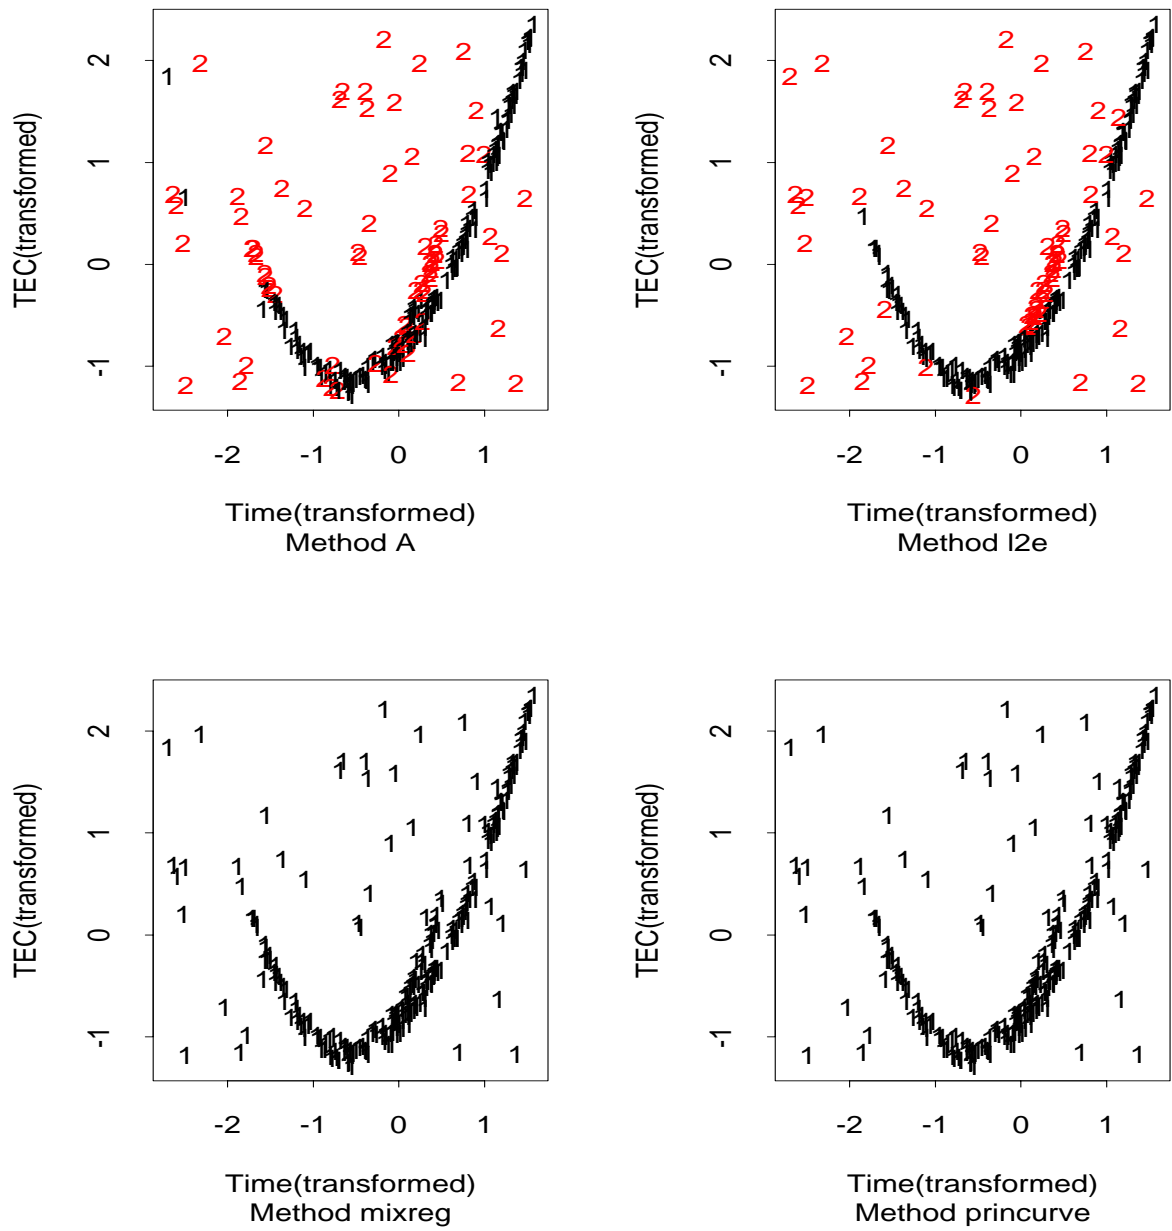 TEC(transformed)
2
1
0
-1
-2 -1 0 1
Time(transformed)
Method A
TEC(transformed)
2
1
0
-1
-2 -1 0 1
Time(transformed)
Method l2e
TEC(transformed)
2
1
0
-1
-2 -1 0 1
Time(transformed)
Method mixreg
TEC(transformed)
2
1
0
-1
-2 -1 0 1
Time(transformed)
Method princurve